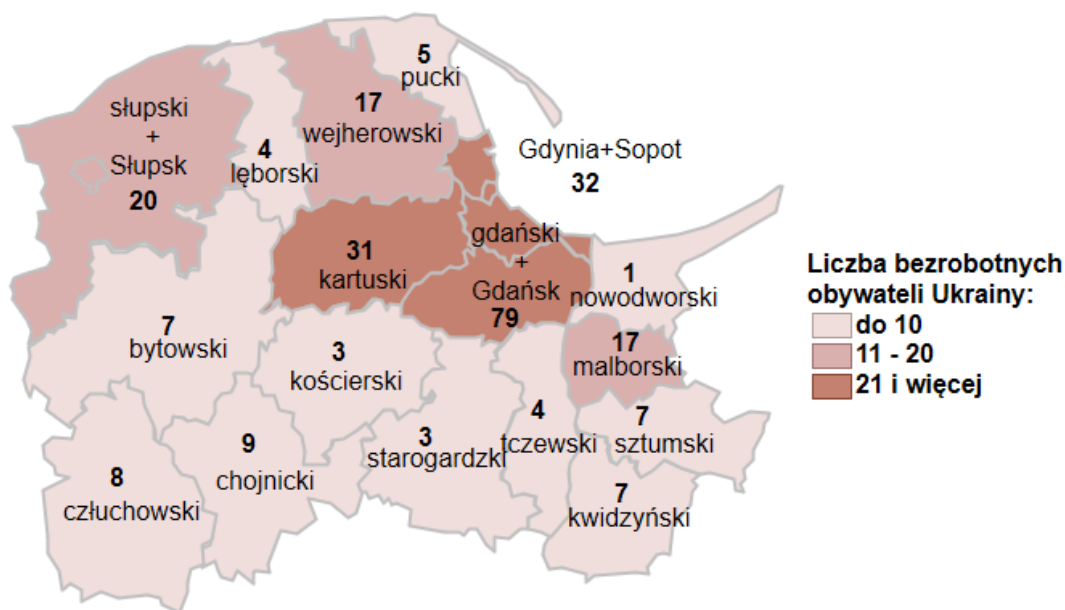 5
pucki
słupski
+
Słupsk
20
17
wejherowski
4
lęborski
Gdynia+Sopot
32
gdański
+
Gdańsk
79
31
kartuski
1
nowodworski
7
bytowski
3
kościerski
17
malborski
4
tczewski
7
sztumski
9
chojnicki
3
starogardzki
8
człuchowski
7
kwidzyński
Liczba bezrobotnych
obywateli Ukrainy:
do 10
11 - 20
21 i więcej